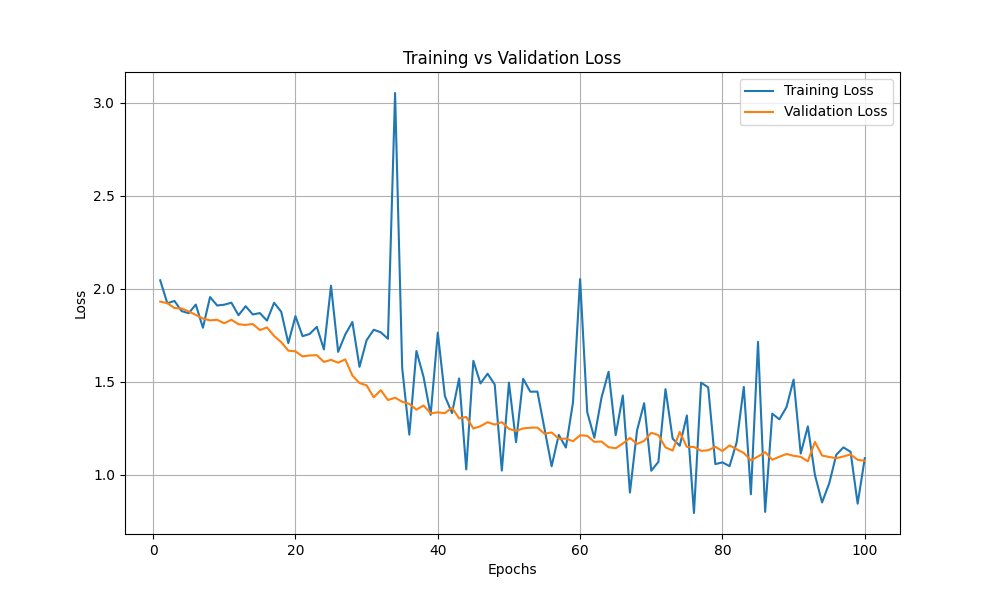 Training vs Validation Loss
Training Loss
Validation Loss
3.0
2.5
2.0
1.5
1.0
Loss
0 20 40 60 80 100
Epochs